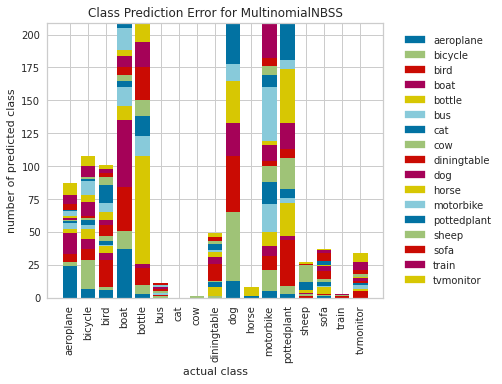 Class Prediction Error for MultinomialNBSS
number of predicted class
200
175
150
125
100
75
50
25
0
aeroplane
bicycle
bird
boat
bottle
bus
cat
cow
diningtable
dog
horse
motorbike
pottedplant
sheep
sofa
train
tvmonitor
actual class
aeroplane
bicycle
bird
boat
bottle
bus
cat
cow
diningtable
dog
horse
motorbike
pottedplant
sheep
sofa
train
tvmonitor